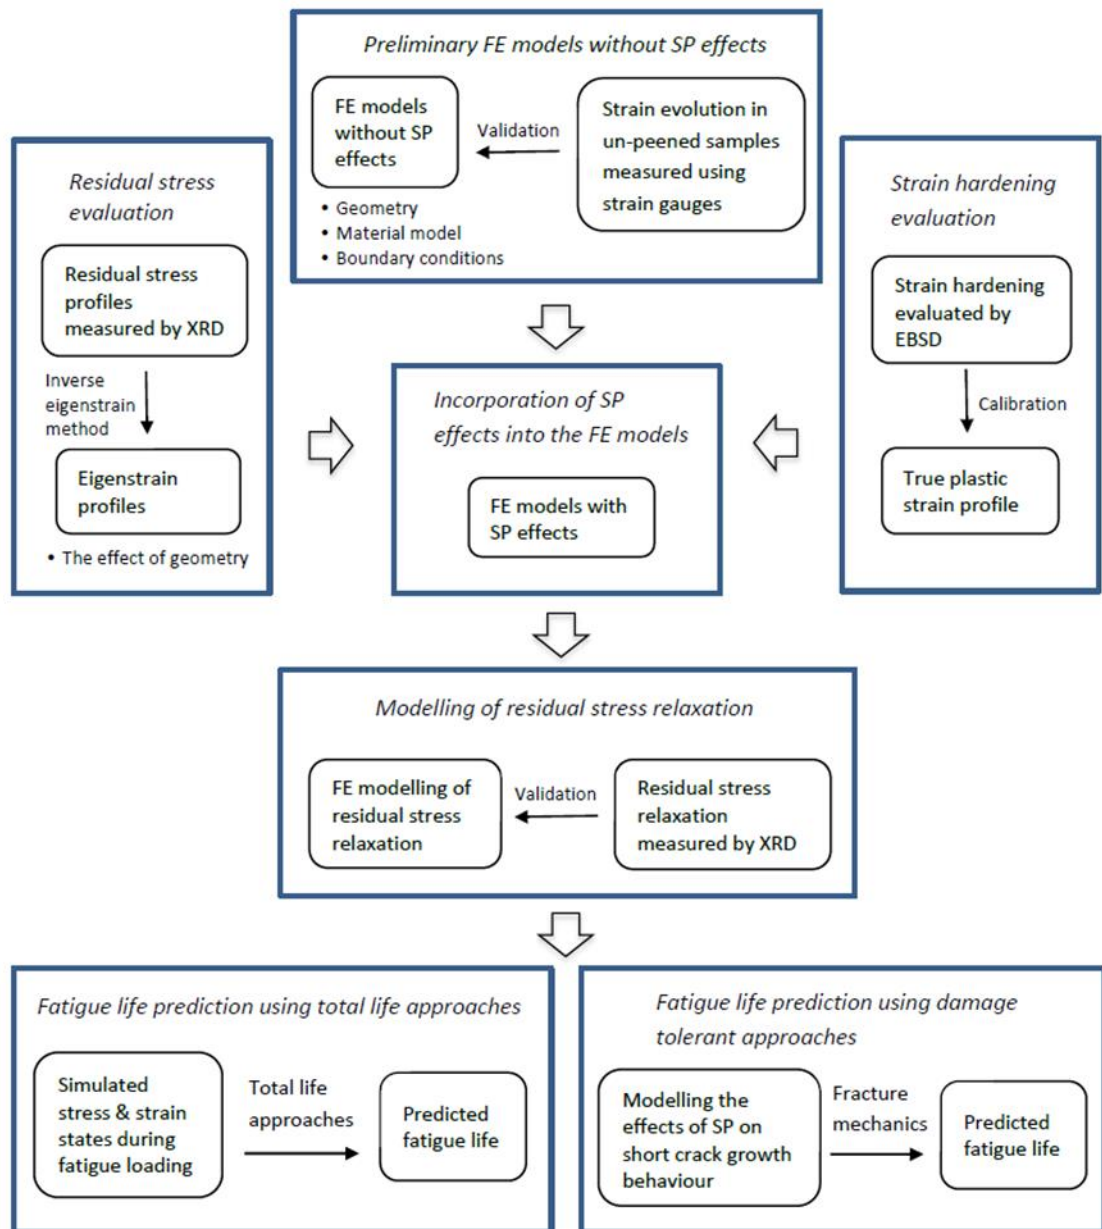 Preliminary FE models without SP effects
FE models
without SP
effects
Validation
Strain evolution in
un-peened samples
measured using
strain gauges
• Geometry
• Material model
• Boundary conditions
Residual stress
evaluation
Residual stress
profiles
measured by XRD
Inverse
eigenstrain
method
Eigenstrain
profiles
• The effect of geometry
Incorporation of SP
effects into the FE models
FE models with
SP effects
Strain hardening
evaluation
Strain hardening
evaluated by
EBSD
Calibration
True plastic
strain profile
Modelling of residual stress relaxation
FE modelling of
residual stress
relaxation
Validation
Residual stress
relaxation
measured by XRD
Fatigue life prediction using total life approaches
Simulated
stress & strain
states during
fatigue loading
Total life
approaches
Predicted
fatigue life
Fatigue life prediction using damage
tolerant approaches
Modelling the
effects of SP on
short crack growth
behaviour
Fracture
mechanics
Predicted
fatigue life